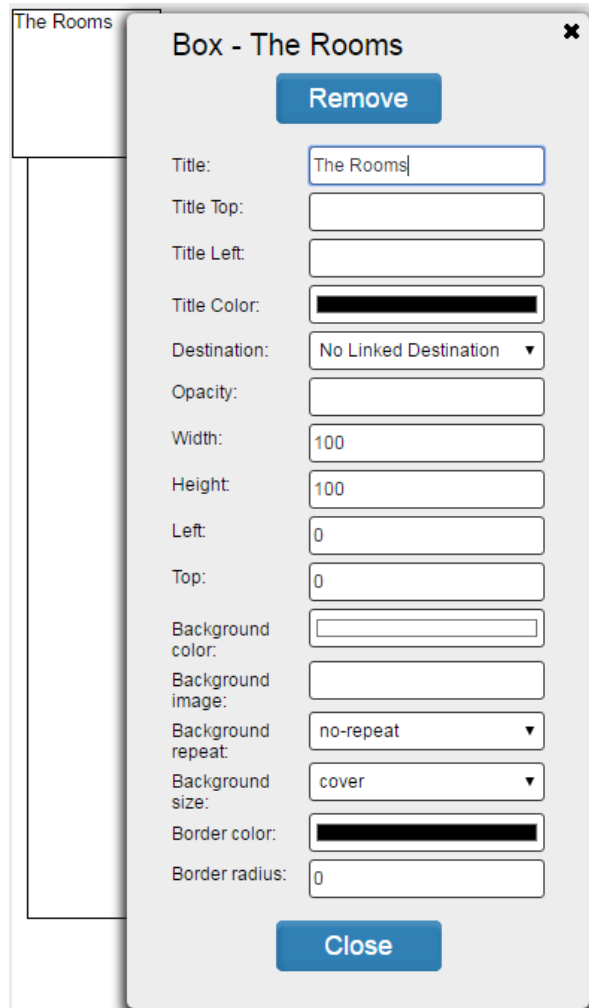 The Rooms
Box - The Rooms
✖
Remove
Title:
The Rooms
Title Top:
Title Left:
Title Color:
Destination:
No Linked Destination
Opacity:
Width:
100
Height:
100
Left:
0
Top:
0
Background
color:
Background
image:
Background
repeat:
no-repeat
Background
size:
cover
Border color:
Border radius:
0
Close